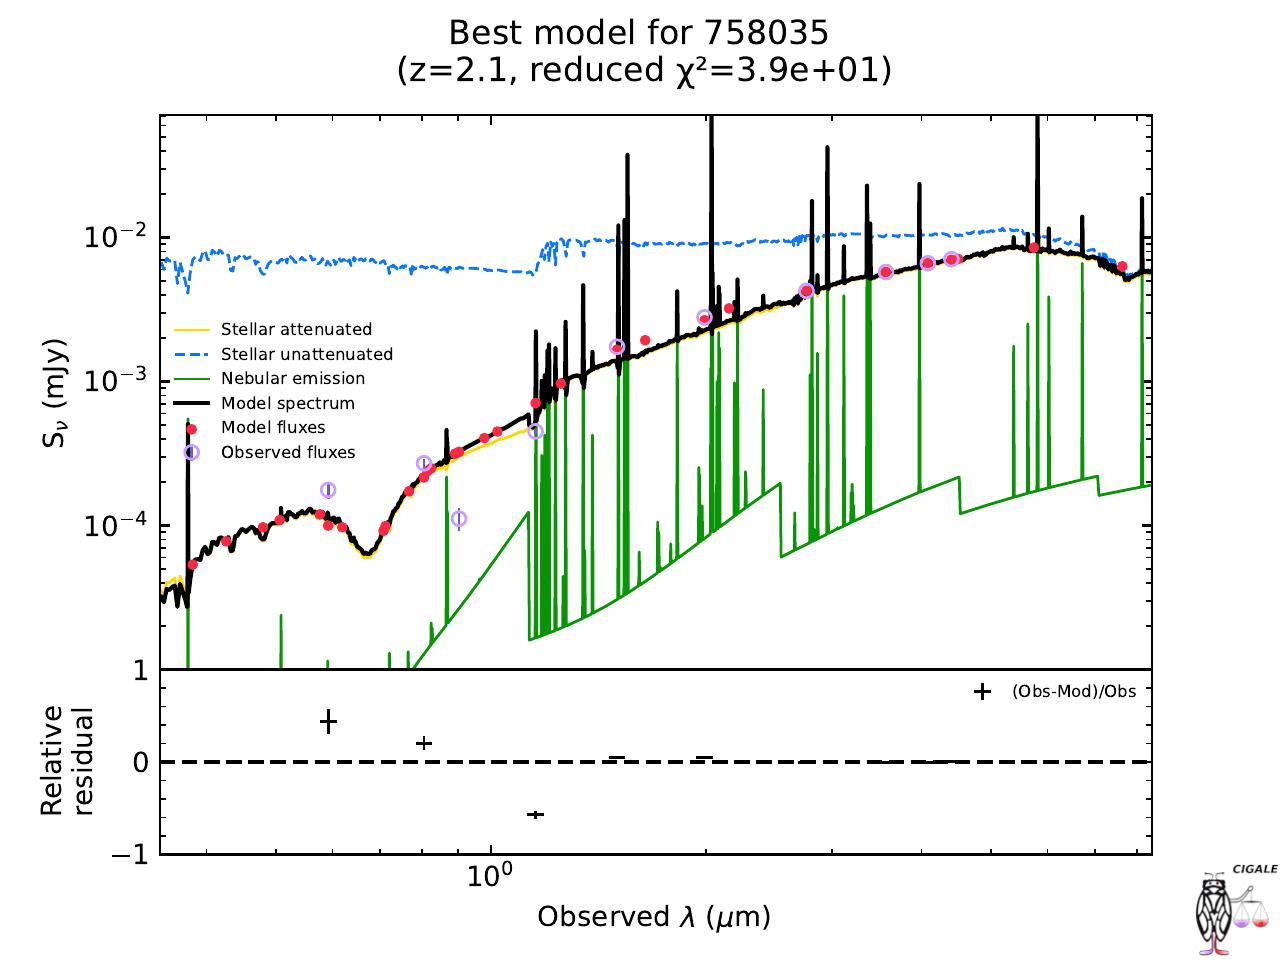 Best model for 758035
(z=2.1, reduced χ²=3.9e+01)
10⁻²
10⁻³
10⁻⁴
S_ν (mJy)
Stellar attenuated
Stellar unattenuated
Nebular emission
Model spectrum
Model fluxes
Observed fluxes
1
0
−1
Relative
residual
(Obs-Mod)/Obs
10⁰
Observed λ (μm)
CIGALE